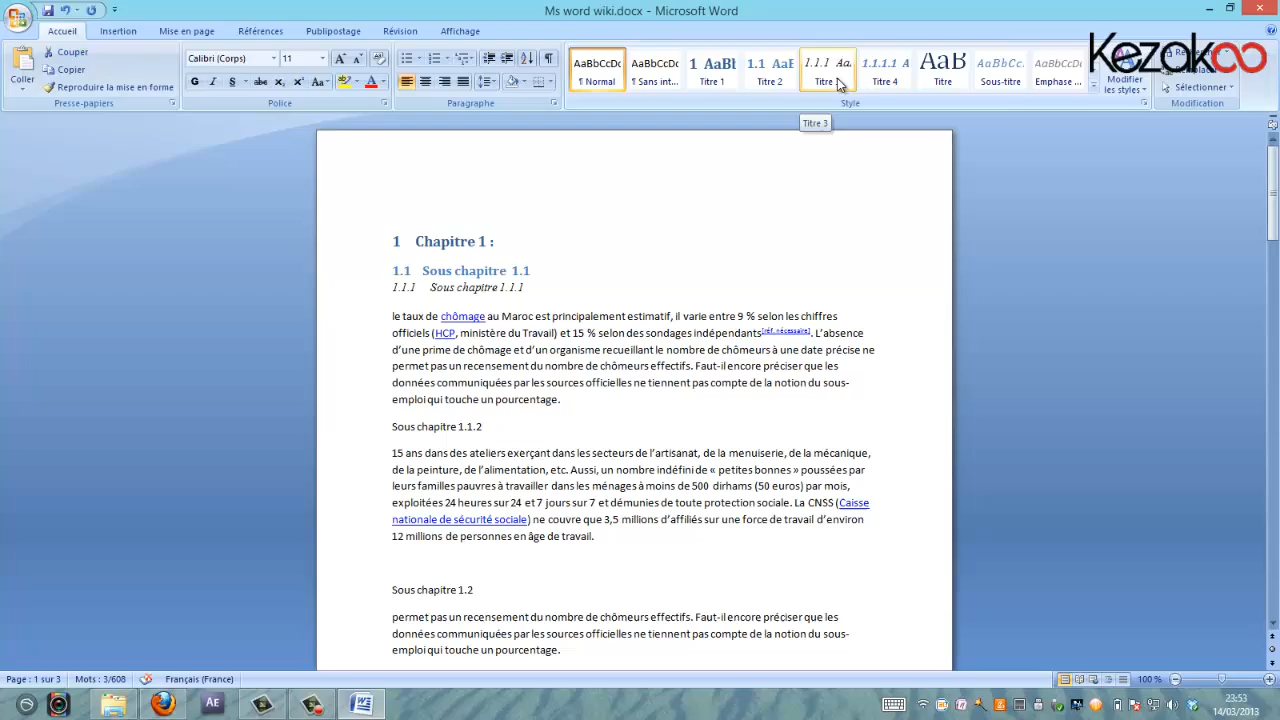 Ms word wiki.docx - Microsoft Word
Accueil Insertion Mise en page Références Publipostage Révision Affichage
Coller
Couper
Copier
Reproduire la mise en forme
Presse-papiers
Calibri (Corps) 11
G I S abc x₂ x² Aa
Police
Paragraphe
AaBbCcDc AaBbCcDc 1 AaBb 1.1 AaB 1.1.1 Aa. 1.1.1.1 A AaB AaBbCc. AaBbCcDc
¶ Normal ¶ Sans int... Titre 1 Titre 2 Titre Titre 4 Titre Sous-titre Emphase ...
Style
Modifier
les styles
Sélectionner
Modification
Kezakoo
Titre 3
1 Chapitre 1 :
1.1 Sous chapitre 1.1
1.1.1 Sous chapitre 1.1.1
le taux de chômage au Maroc est principalement estimatif, il varie entre 9 % selon les chiffres
officiels (HCP, ministère du Travail) et 15 % selon des sondages indépendants[réf. nécessaire]. L’absence
d’une prime de chômage et d’un organisme recueillant le nombre de chômeurs à une date précise ne
permet pas un recensement du nombre de chômeurs effectifs. Faut-il encore préciser que les
données communiquées par les sources officielles ne tiennent pas compte de la notion du sous-
emploi qui touche un pourcentage.
Sous chapitre 1.1.2
15 ans dans des ateliers exerçant dans les secteurs de l’artisanat, de la menuiserie, de la mécanique,
de la peinture, de l’alimentation, etc. Aussi, un nombre indéfini de « petites bonnes » poussées par
leurs familles pauvres à travailler dans les ménages à moins de 500 dirhams (50 euros) par mois,
exploitées 24 heures sur 24 et 7 jours sur 7 et démunies de toute protection sociale. La CNSS (Caisse
nationale de sécurité sociale) ne couvre que 3,5 millions d’affiliés sur une force de travail d’environ
12 millions de personnes en âge de travail.
Sous chapitre 1.2
permet pas un recensement du nombre de chômeurs effectifs. Faut-il encore préciser que les
données communiquées par les sources officielles ne tiennent pas compte de la notion du sous-
emploi qui touche un pourcentage.
Page : 1 sur 3 Mots : 3/608 Français (France) 100 %
Ae
23:53
14/03/2013